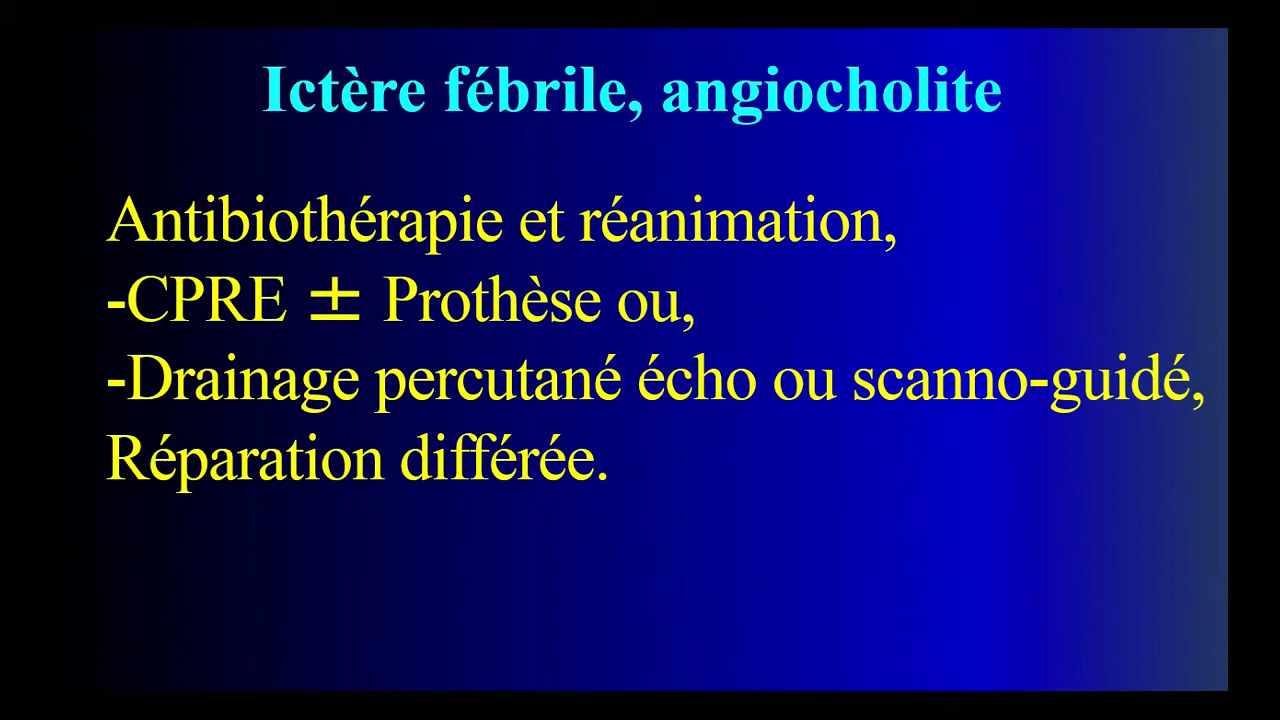 Ictère fébrile, angiocholite
Antibiothérapie et réanimation,
-CPRE ± Prothèse ou,
-Drainage percutané écho ou scanno-guidé,
Réparation différée.